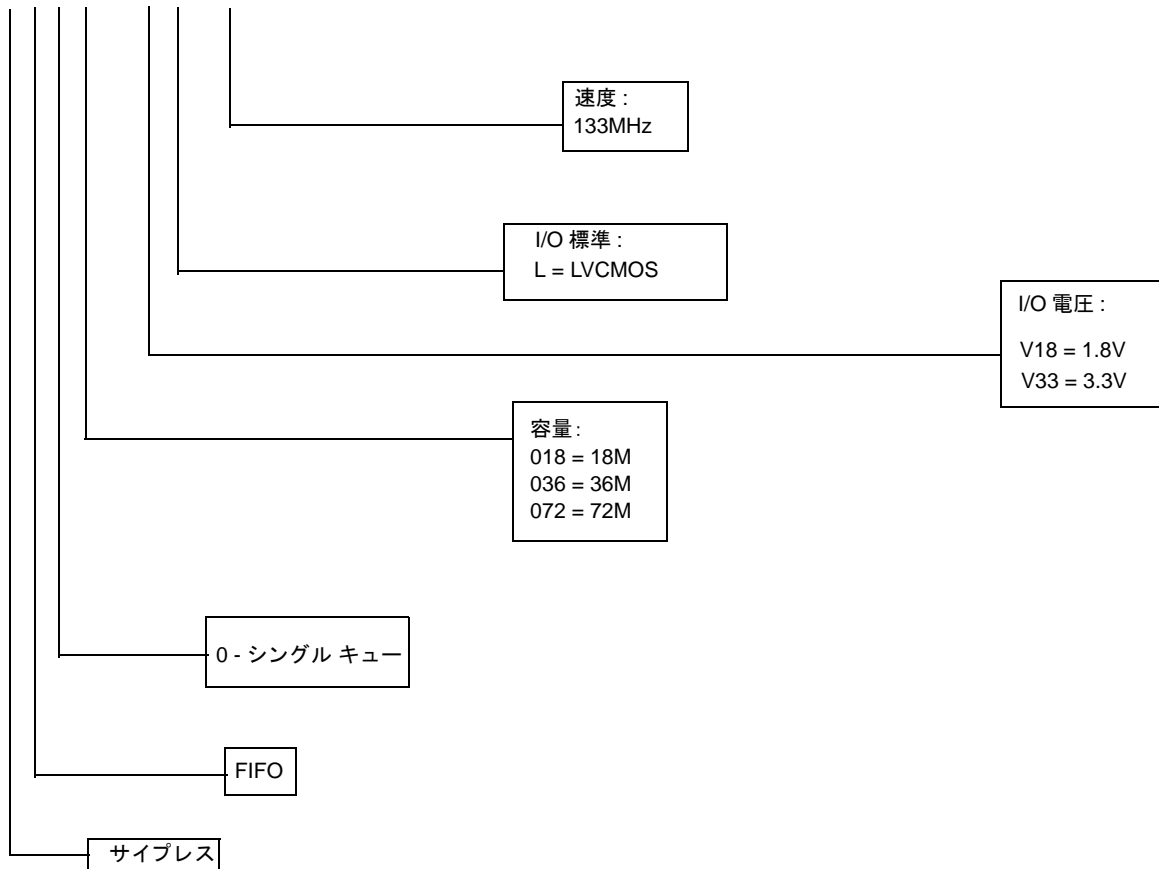 速度 :
133MHz
I/O 標準 :
L = LVCMOS
I/O 電圧 :
V18 = 1.8V
V33 = 3.3V
容量 :
018 = 18M
036 = 36M
072 = 72M
0 - シングル キュー
FIFO
サイプレス